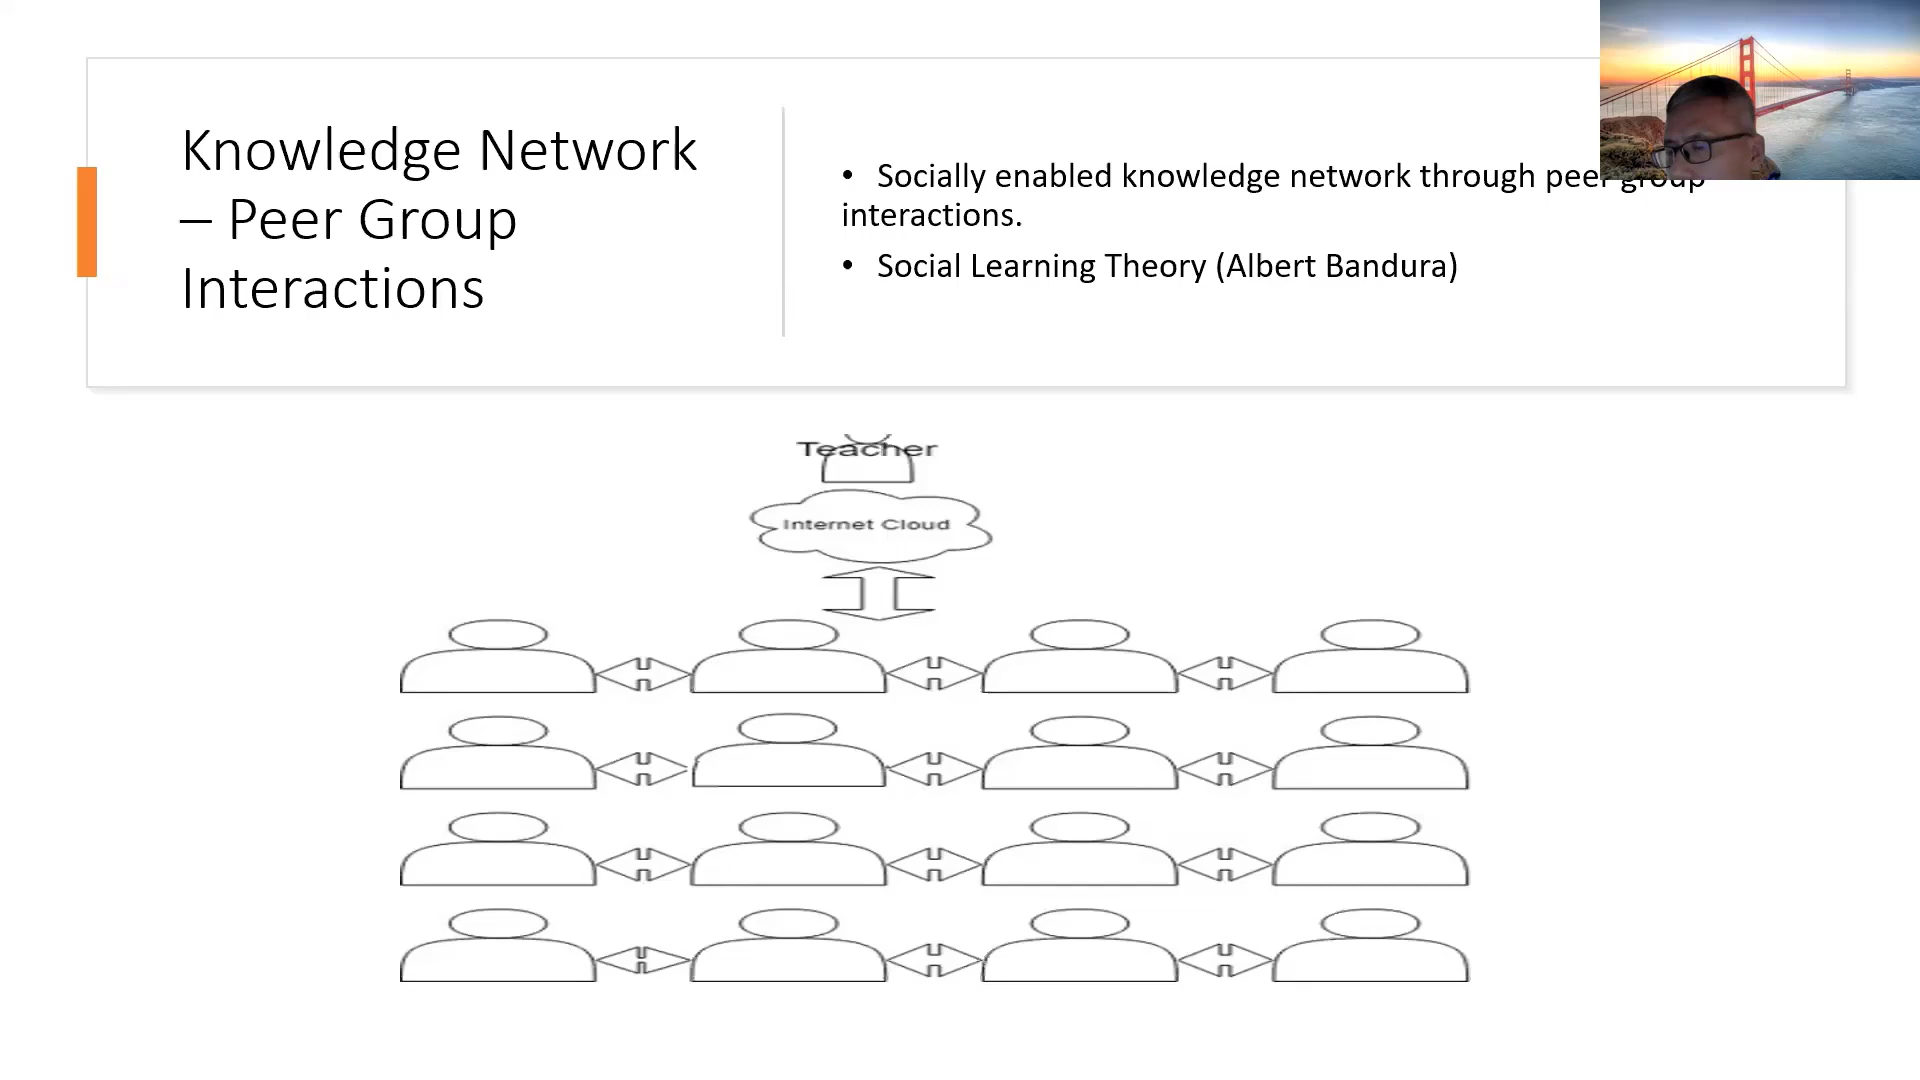 Knowledge Network
– Peer Group
Interactions
• Socially enabled knowledge network through peer group
interactions.
• Social Learning Theory (Albert Bandura)
Teacher
Internet Cloud